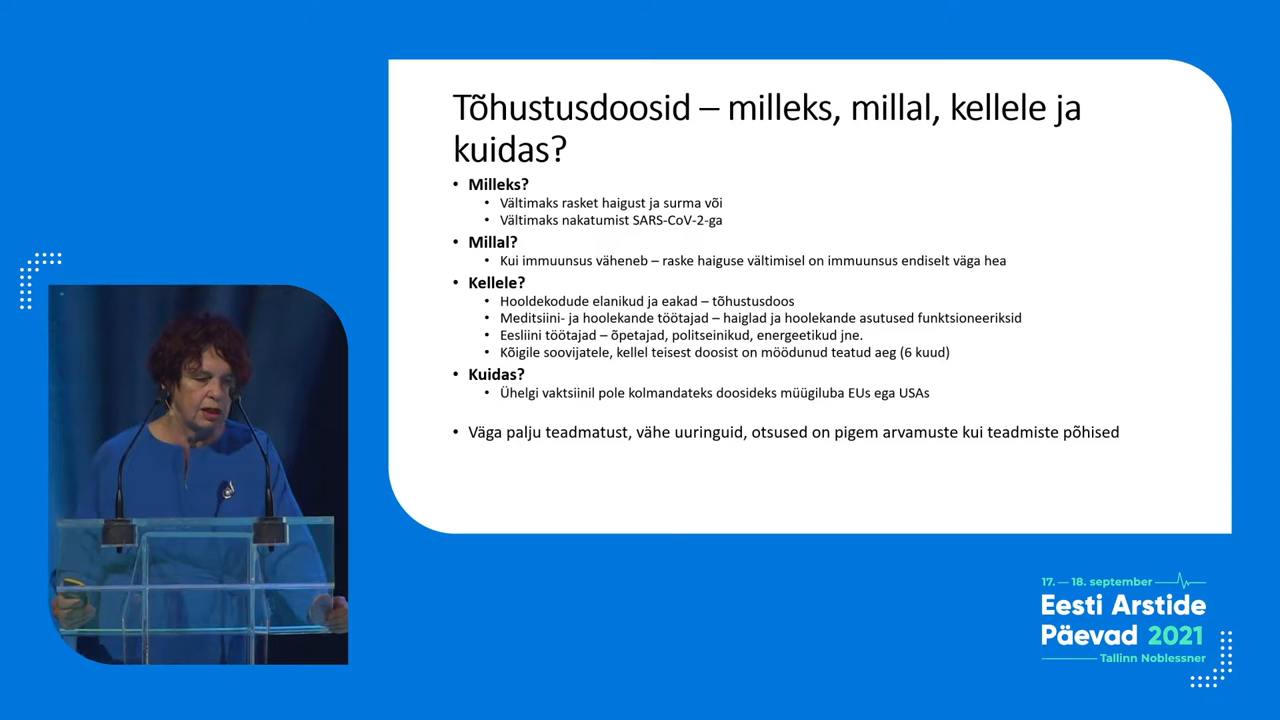 Tõhustusdoosid – milleks, millal, kellele ja
kuidas?
• Milleks?
• Vältimaks rasket haigust ja surma või
• Vältimaks nakatumist SARS-CoV-2-ga
• Millal?
• Kui immuunsus väheneb – raske haiguse vältimisel on immuunsus endiselt väga hea
• Kellele?
• Hooldekodude elanikud ja eakad – tõhustusdoos
• Meditsiini- ja hoolekande töötajad – haiglad ja hoolekande asutused funktsioneeriksid
• Eesliini töötajad – õpetajad, politseinikud, energeetikud jne.
• Kõigile soovijatele, kellel teisest doosist on möödunud teatud aeg (6 kuud)
• Kuidas?
• Ühelgi vaktsiinil pole kolmandateks doosideks müügiluba EUs ega USAs
• Väga palju teadmatust, vähe uuringuid, otsused on pigem arvamuste kui teadmiste põhised
17. — 18. september
Eesti Arstide
Päevad 2021
Tallinn Noblessner